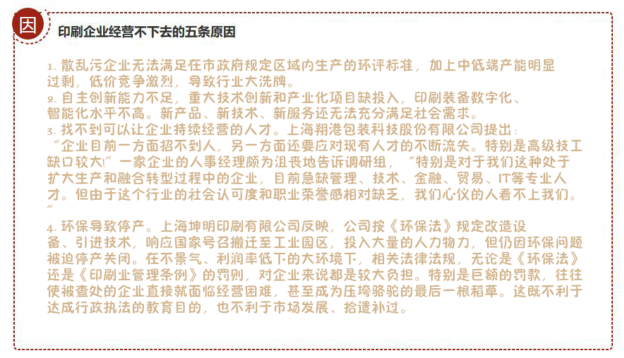 因
印刷企业经营不下去的五条原因
1. 散乱污企业无法满足在市政府规定区域内生产的环评标准，加上中低端产能明显
过剩，低价竞争激烈，导致行业大洗牌。
2. 自主创新能力不足，重大技术创新和产业化项目缺投入，印刷装备数字化、
智能化水平不高。新产品、新技术、新服务还无法充分满足社会需求。
3. 找不到可以让企业持续经营的人才。上海翔港包装科技股份有限公司提出：
“企业目前一方面招不到人，另一方面还要应对现有人才的不断流失。特别是高级技工
缺口较大！”一家企业的人事经理颇为沮丧地告诉调研组，“特别是对于我们这种处于
扩大生产和融合转型过程中的企业，目前急缺管理、技术、金融、贸易、IT等专业人
才。但由于这个行业的社会认可度和职业荣誉感相对缺乏，我们心仪的人看不上我们。
”
4. 环保导致停产。上海坤明印刷有限公司反映，公司按《环保法》规定改造设
备、引进技术，响应国家号召搬迁至工业园区，投入大量的人力物力，但仍因环保问题
被迫停产关闭。在不景气、利润率低下的大环境下，相关法律法规，无论是《环保法》
还是《印刷业管理条例》的罚则，对企业来说都是较大负担。特别是巨额的罚款，往往
使被查处的企业直接就面临经营困难，甚至成为压垮骆驼的最后一根稻草。这既不利于
达成行政执法的教育目的，也不利于市场发展、拾遗补过。